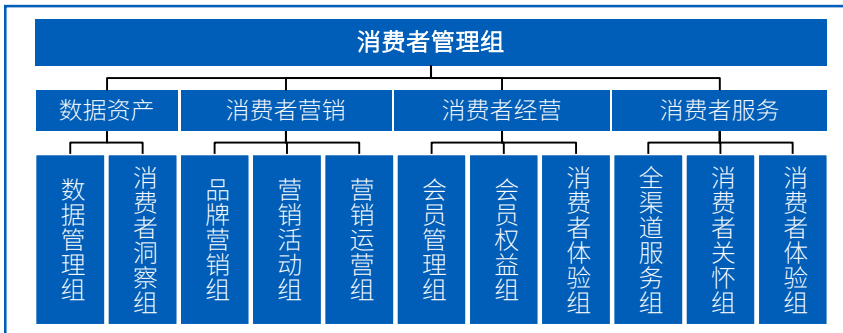 消费者管理组
数据资产
消费者营销
消费者经营
消费者服务
数据管理组
消费者洞察组
品牌营销组
营销活动组
营销运营组
会员管理组
会员权益组
消费者体验组
全渠道服务组
消费者关怀组
消费者体验组